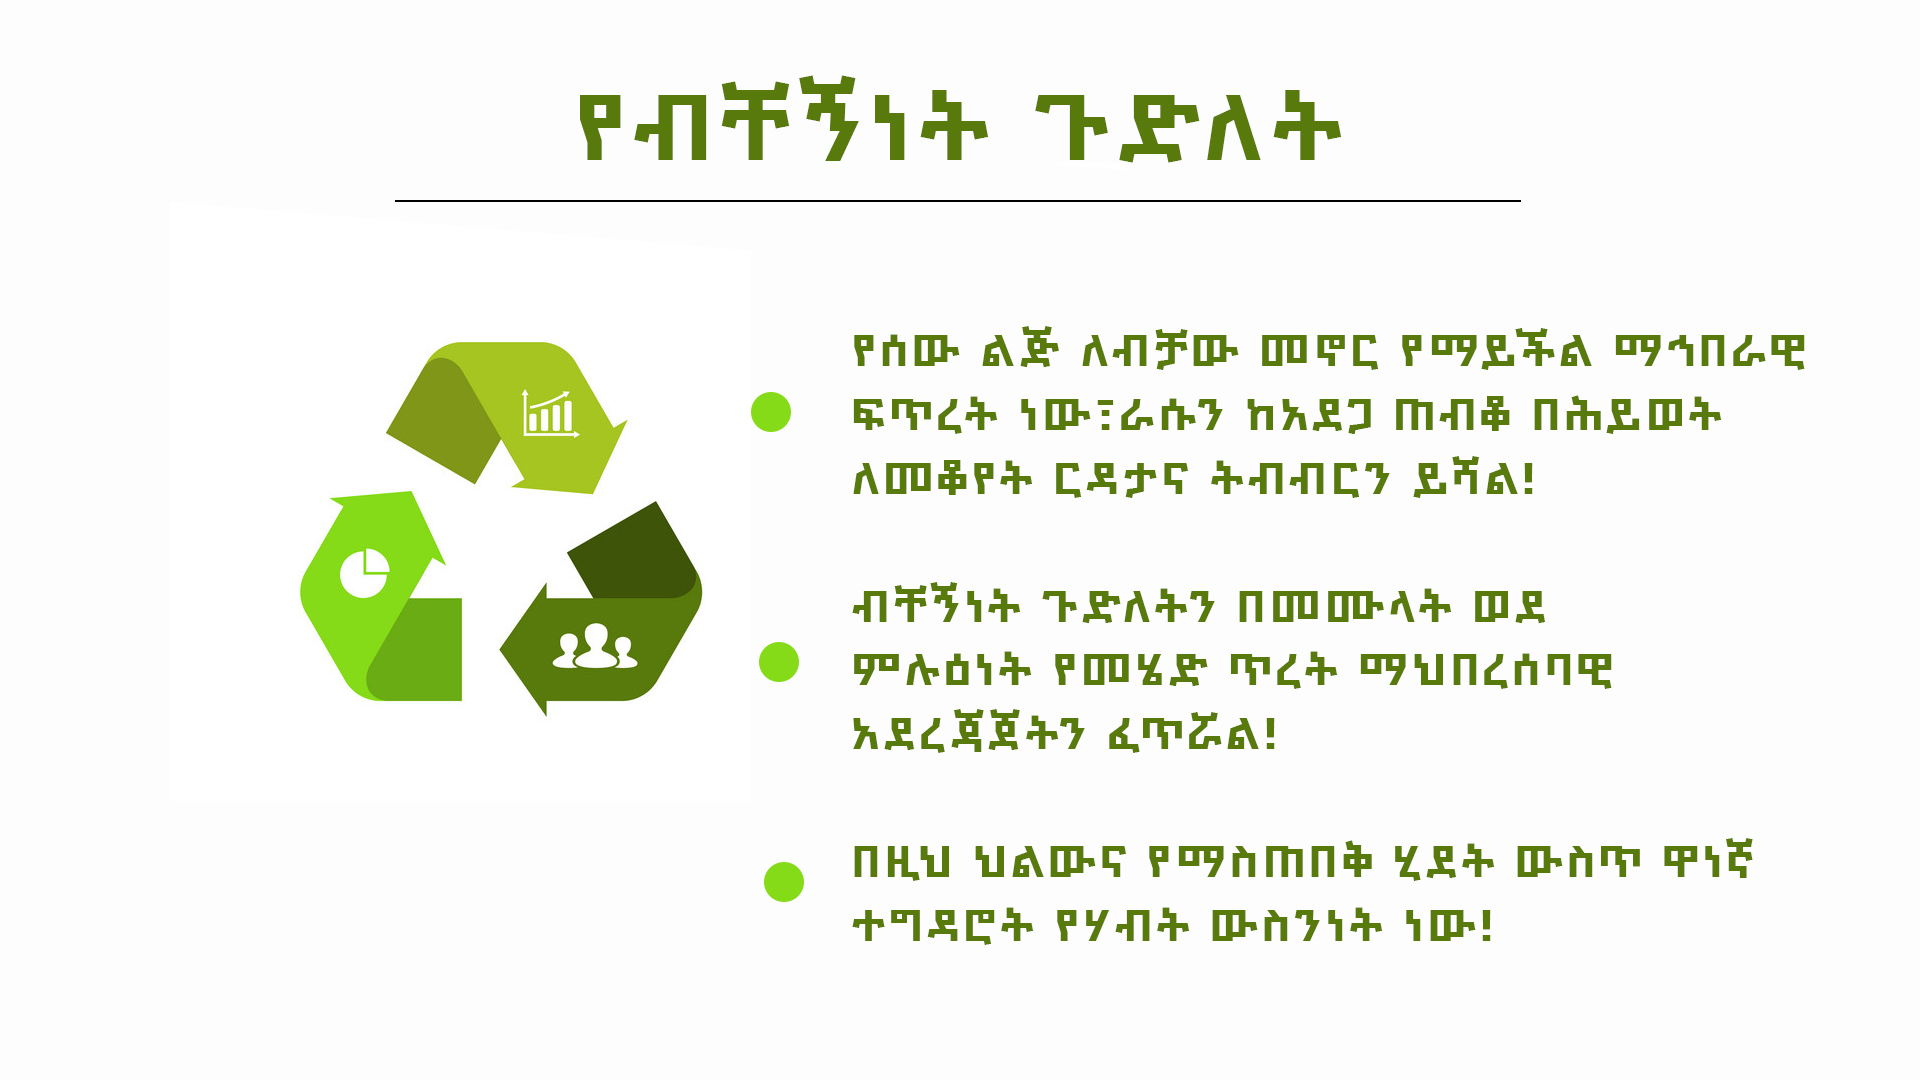 የብቸኝነት ጉድለት
የሰው ልጅ ለብቻው መኖር የማይችል ማኅበራዊ
ፍጥረት ነው፣ራሱን ከአደጋ ጠብቆ በሕይወት
ለመቆየት ርዳታና ትብብርን ይሻል!
ብቸኝነት ጉድለትን በመሙላት ወደ
ምሉዕነት የመሄድ ጥረት ማህበረሰባዊ
አደረጃጀትን ፈጥሯል!
በዚህ ህልውና የማስጠበቅ ሂደት ውስጥ ዋነኛ
ተግዳሮት የሃብት ውስንነት ነው!